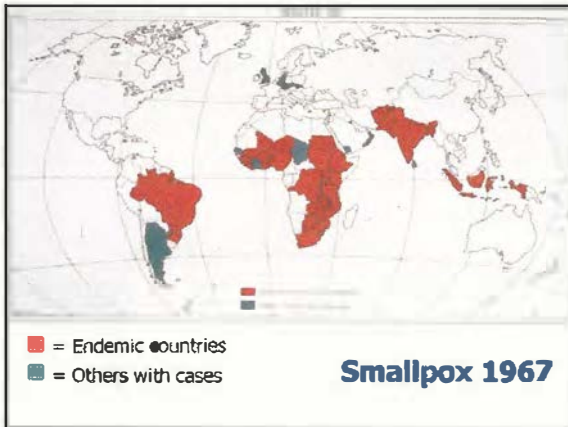 = Endemic countries
= Others with cases
Smallpox 1967